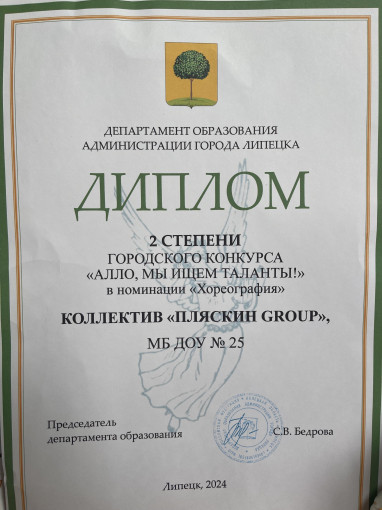 ДЕПАРТАМЕНТ ОБРАЗОВАНИЯ
АДМИНИСТРАЦИИ ГОРОДА ЛИПЕЦКА
ДИПЛОМ
2 СТЕПЕНИ
ГОРОДСКОГО КОНКУРСА
«АЛЛО, МЫ ИЩЕМ ТАЛАНТЫ!»
в номинации «Хореография»
КОЛЛЕКТИВ «ПЛЯСКИН GROUP»,
МБ ДОУ № 25
Председатель
департамента образования
С.В. Бедрова
Липецк, 2024